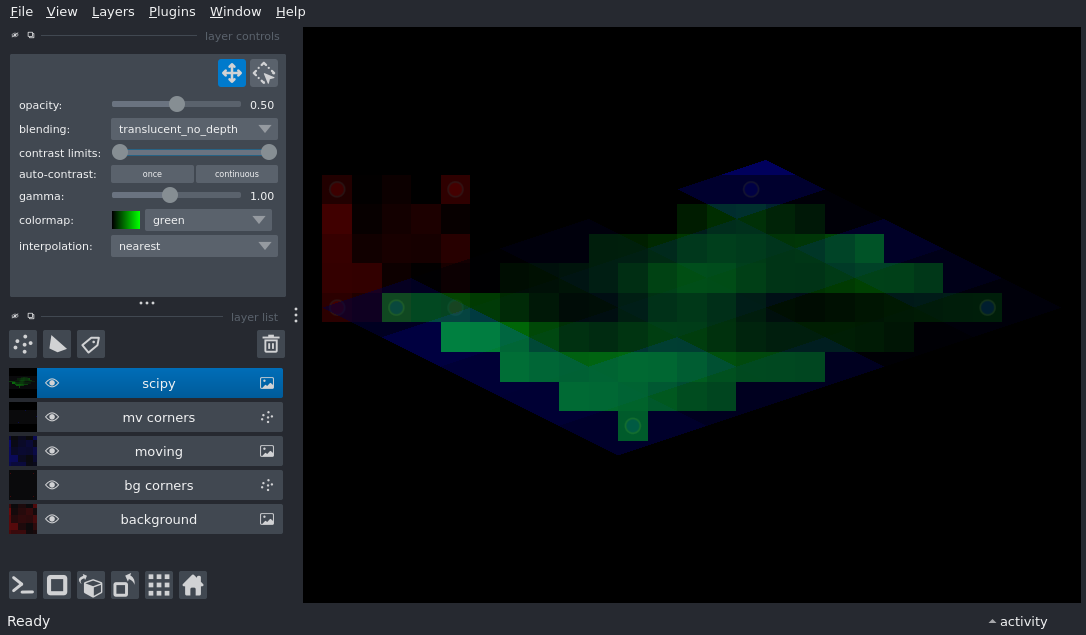 File View Layers Plugins Window Help
layer controls
opacity: 0.50
blending: translucent_no_depth
contrast limits:
auto-contrast: once continuous
gamma: 1.00
colormap: green
interpolation: nearest
layer list
scipy
mv corners
moving
bg corners
background
Ready
activity